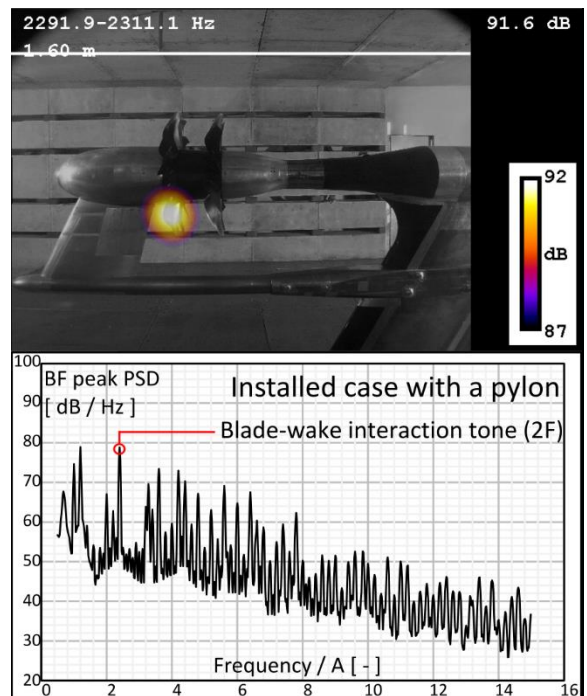 2291.9-2311.1 Hz 91.6 dB
1.60 m
92
dB
87
100
90
80
70
60
50
40
30
20
BF peak PSD
[ dB / Hz ]
Installed case with a pylon
Blade-wake interaction tone (2F)
Frequency / A [ - ]
0 2 4 6 8 10 12 14 16